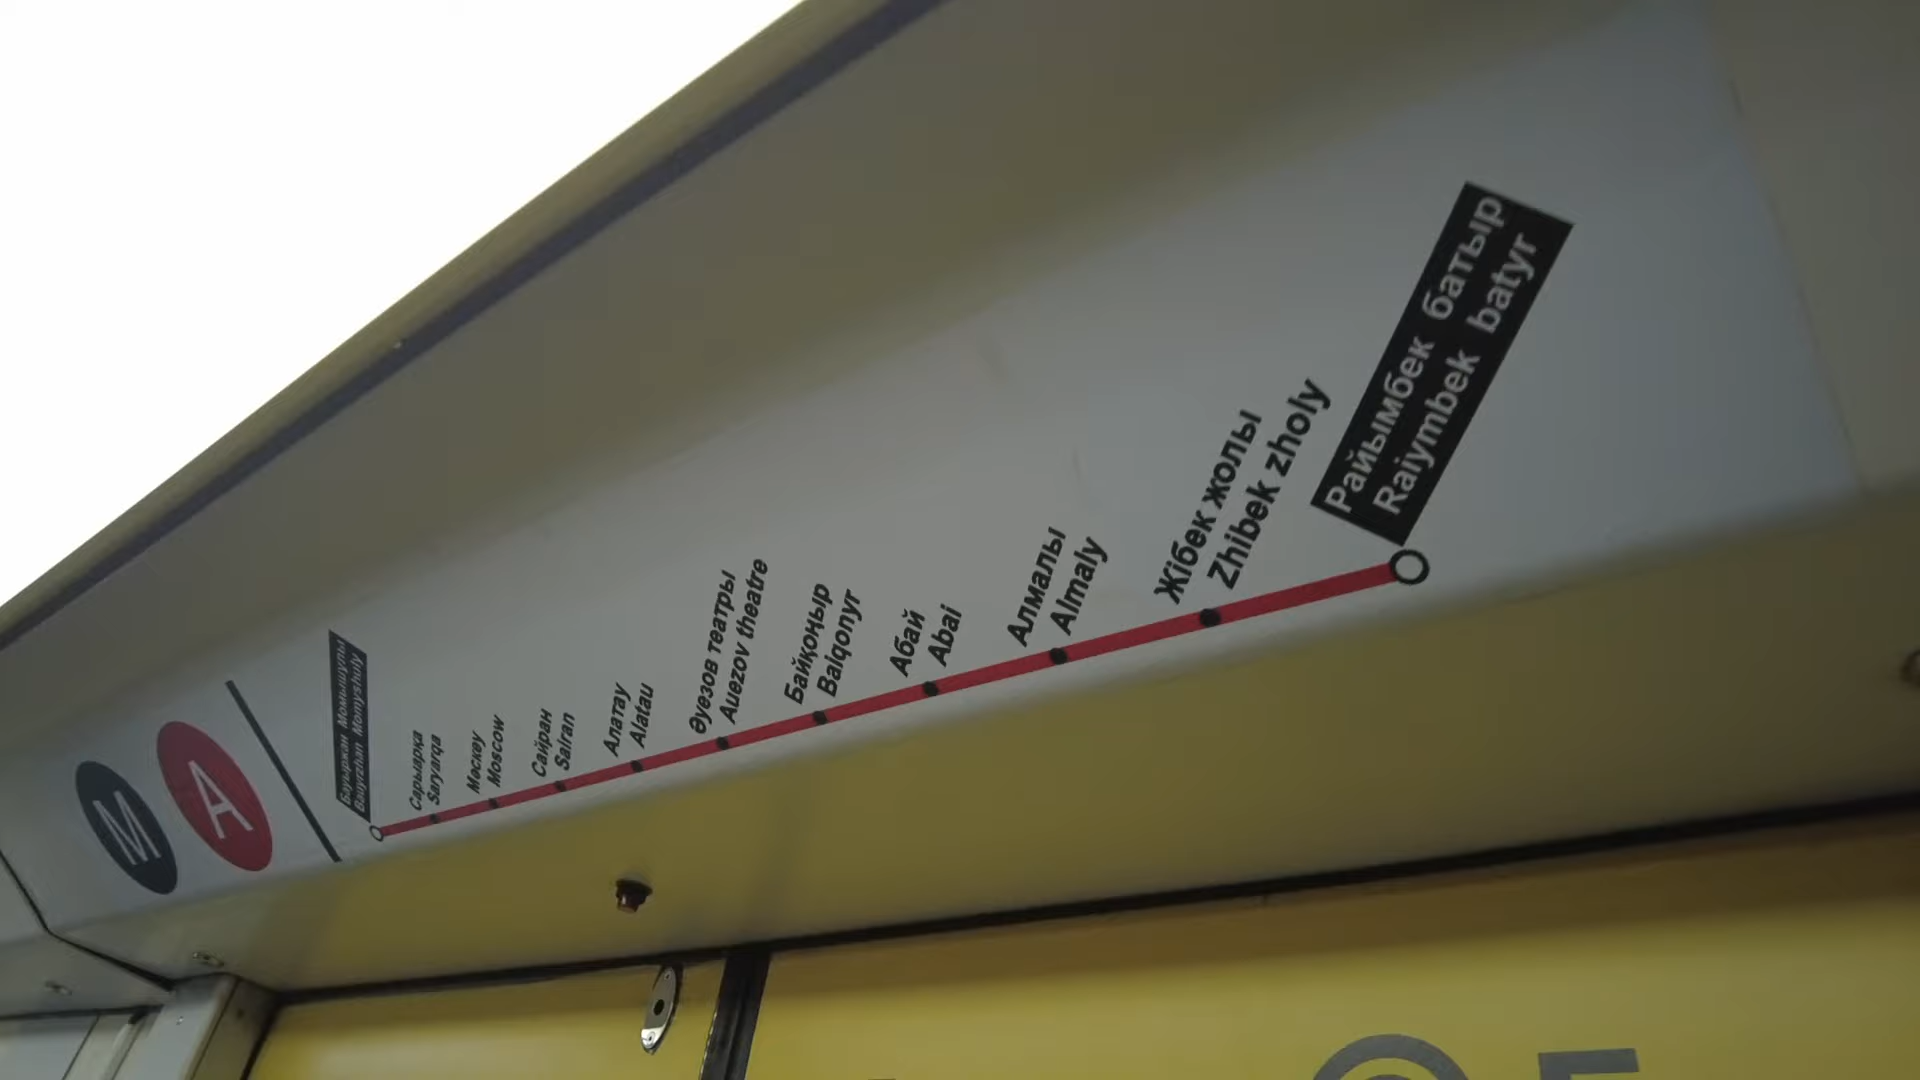 M
A
Бауыржан Момышұлы
Bauyrzhan Momyshuly
Сарыарқа
Saryarqa
Мәскеу
Moscow
Сайран
Sairan
Алатау
Alatau
Әуезов театры
Auezov theatre
Байқоңыр
Baiqonyr
Абай
Abai
Алмалы
Almaly
Жібек жолы
Zhibek zholy
Райымбек батыр
Raiymbek batyr